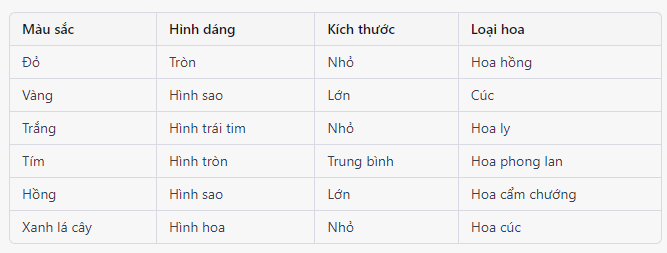 Màu sắc Hình dáng Kích thước Loại hoa
Đỏ Tròn Nhỏ Hoa hồng
Vàng Hình sao Lớn Cúc
Trắng Hình trái tim Nhỏ Hoa ly
Tím Hình tròn Trung bình Hoa phong lan
Hồng Hình sao Lớn Hoa cẩm chướng
Xanh lá cây Hình hoa Nhỏ Hoa cúc